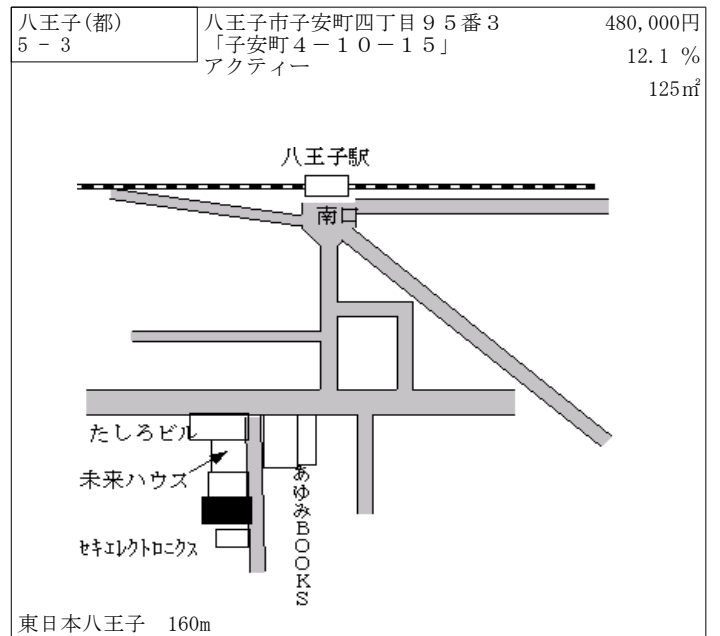 八王子(都)
5 - 3
八王子市子安町四丁目９５番３
「子安町４－１０－１５」
アクティー
480,000円
12.1 %
125㎡
八王子駅
南口
たしろビル
未来ハウス
ｾｷｴﾚｸﾄﾛﾆｸｽ
あゆみＢＯＯＫＳ
東日本八王子　160m